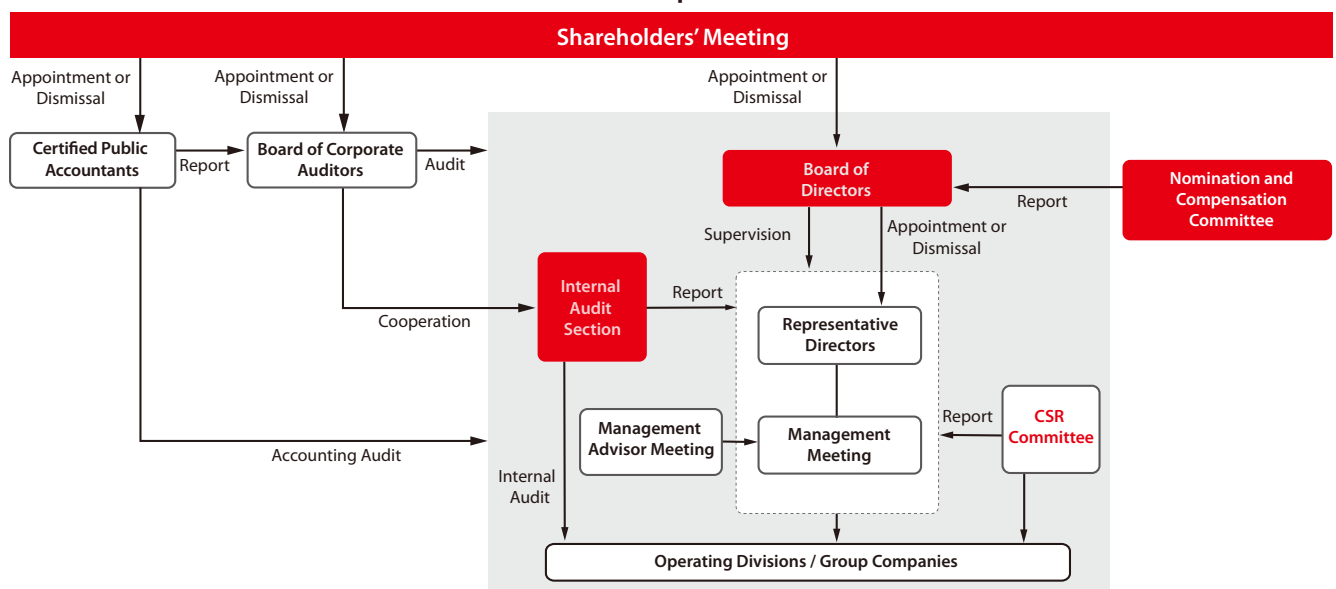 Shareholders' Meeting
Appointment or
Dismissal
Appointment or
Dismissal
Appointment or
Dismissal
Certified Public
Accountants
Report
Board of Corporate
Auditors
Audit
Board of
Directors
Report
Nomination and
Compensation
Committee
Supervision
Appointment or
Dismissal
Internal
Audit
Section
Report
Cooperation
Representative
Directors
Management
Advisor Meeting
Management
Meeting
Report
CSR
Committee
Accounting Audit
Internal
Audit
Operating Divisions / Group Companies